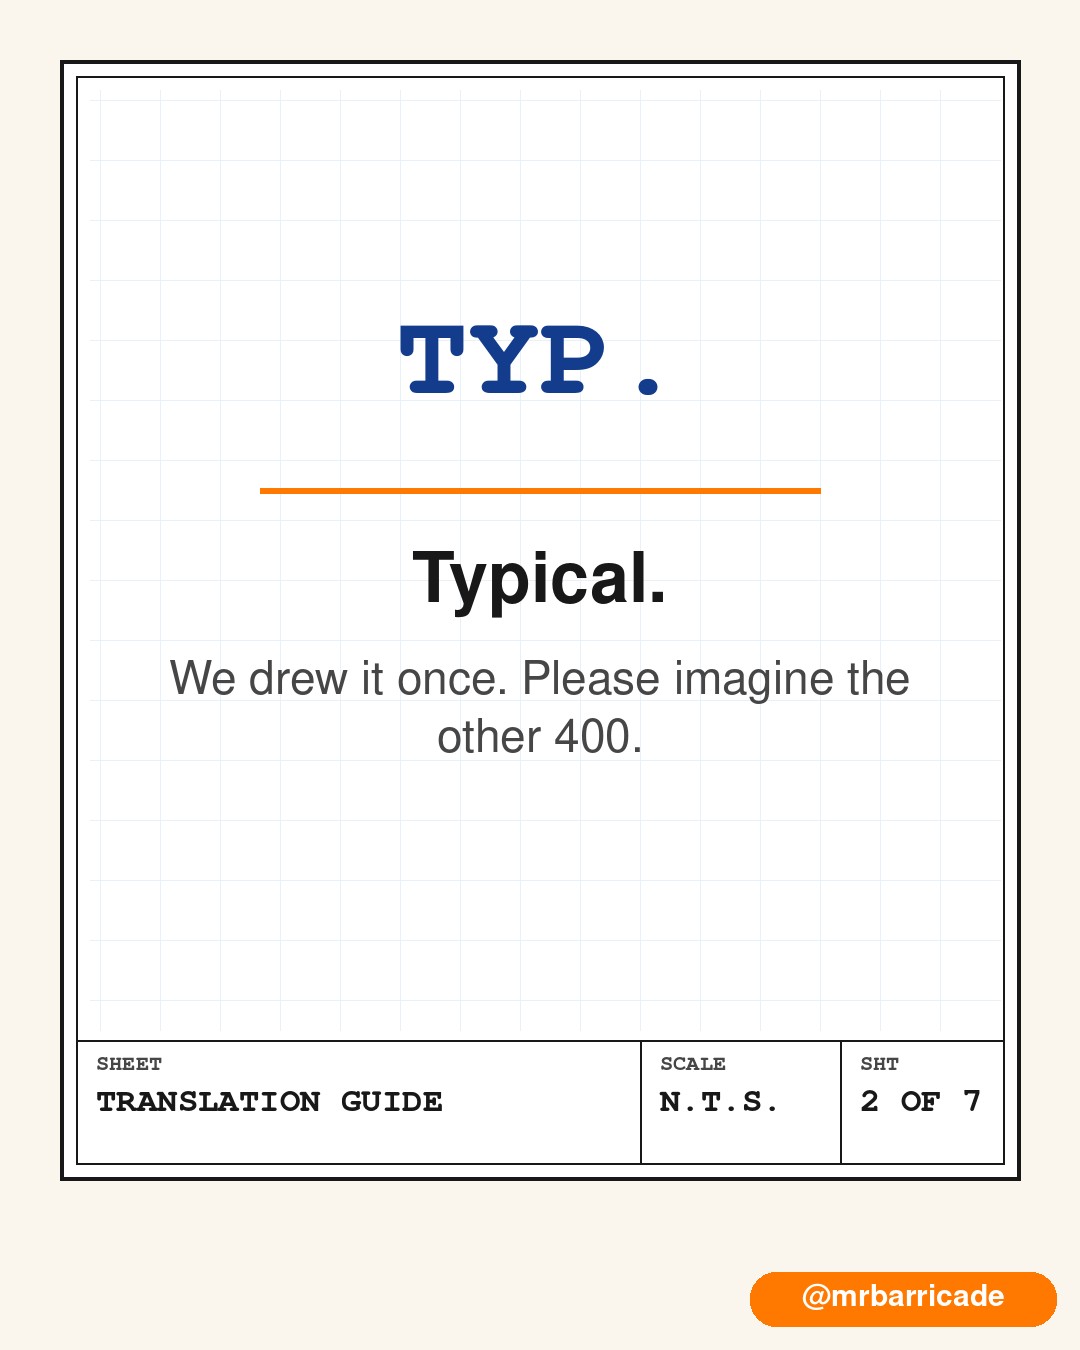 TYP.
Typical.
We drew it once. Please imagine the
other 400.
SHEET
TRANSLATION GUIDE
SCALE
N.T.S.
SHT
2 OF 7
@mrbarricade